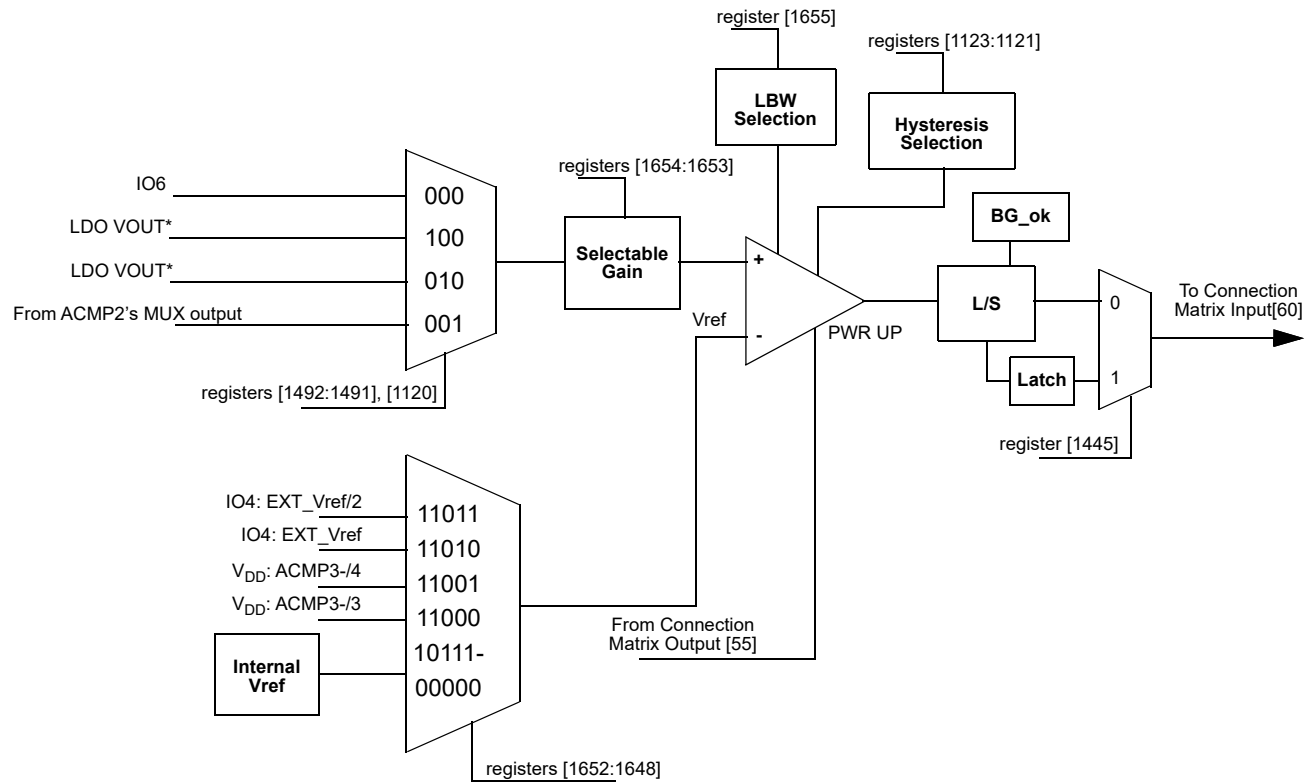 register [1655]
registers [1123:1121]
LBW
Selection
Hysteresis
Selection
registers [1654:1653]
IO6
000
LDO VOUT*
100
LDO VOUT*
010
From ACMP2's MUX output
001
registers [1492:1491], [1120]
Selectable
Gain
+
Vref
-
PWR UP
BG_ok
L/S
Latch
0
1
To Connection
Matrix Input[60]
register [1445]
IO4: EXT_Vref/2
11011
IO4: EXT_Vref
11010
VDD: ACMP3-/4
11001
VDD: ACMP3-/3
11000
10111-
00000
Internal
Vref
From Connection
Matrix Output [55]
registers [1652:1648]